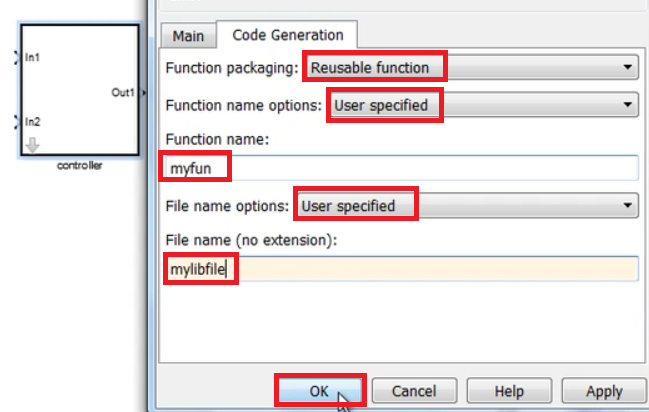 In1
Out1
In2
controller
Main
Code Generation
Function packaging: Reusable function
Function name options: User specified
Function name:
myfun
File name options: User specified
File name (no extension):
mylibfile
OK
Cancel
Help
Apply